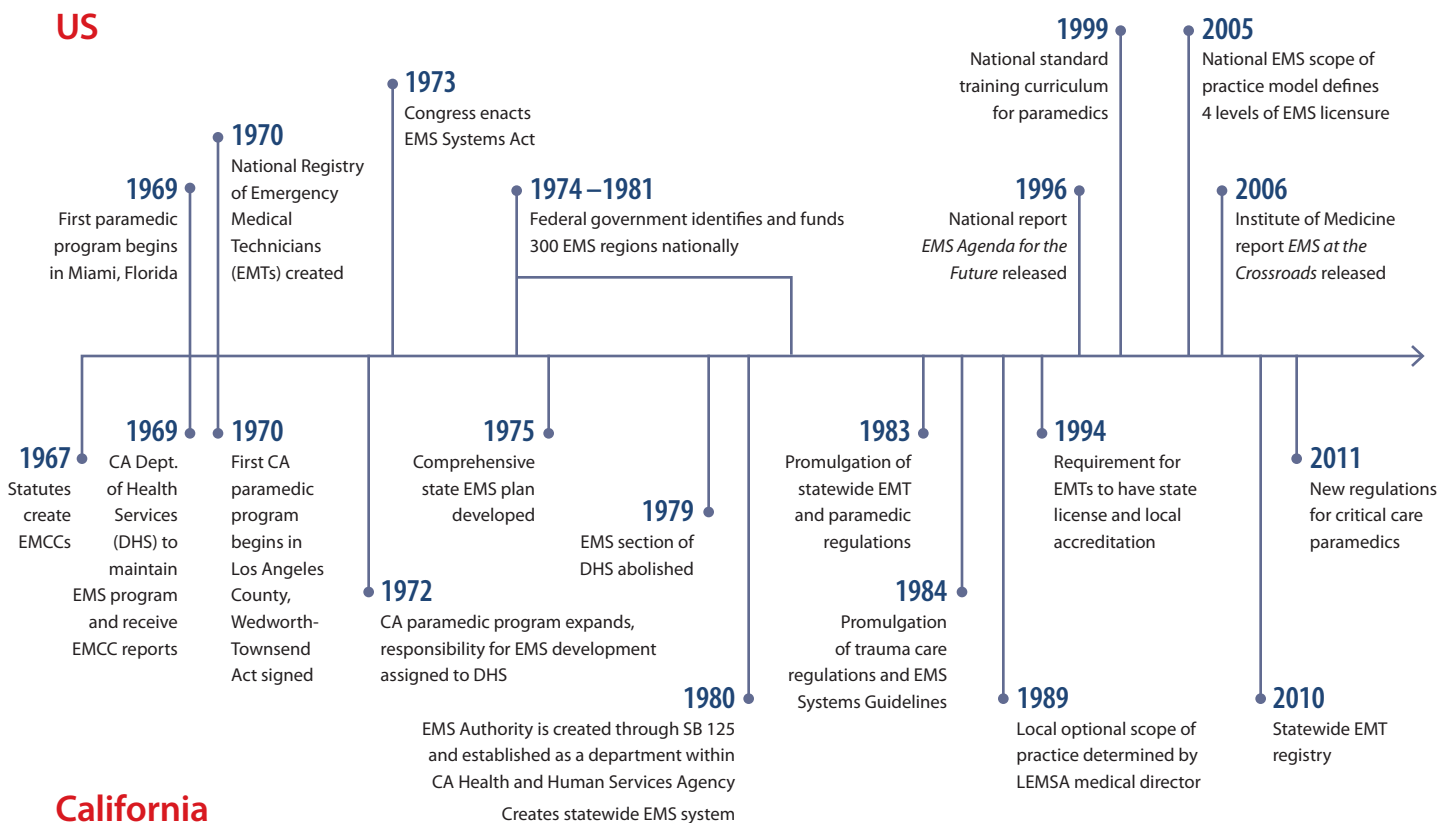 US
1969
First paramedic
program begins
in Miami, Florida
1970
National Registry
of Emergency
Medical
Technicians
(EMTs) created
1973
Congress enacts
EMS Systems Act
1974 –1981
Federal government identifies and funds
300 EMS regions nationally
1996
National report
EMS Agenda for the
Future released
1999
National standard
training curriculum
for paramedics
2005
National EMS scope of
practice model defines
4 levels of EMS licensure
2006
Institute of Medicine
report EMS at the
Crossroads released
1967
Statutes
create
EMCCs
1969
CA Dept.
of Health
Services
(DHS) to
maintain
EMS program
and receive
EMCC reports
1970
First CA
paramedic
program
begins in
Los Angeles
County,
Wedworth-
Townsend
Act signed
1972
CA paramedic program expands,
responsibility for EMS development
assigned to DHS
1975
Comprehensive
state EMS plan
developed
1979
EMS section of
DHS abolished
1980
EMS Authority is created through SB 125
and established as a department within
CA Health and Human Services Agency
Creates statewide EMS system
1983
Promulgation of
statewide EMT
and paramedic
regulations
1984
Promulgation
of trauma care
regulations and EMS
Systems Guidelines
1989
Local optional scope of
practice determined by
LEMSA medical director
1994
Requirement for
EMTs to have state
license and local
accreditation
2010
Statewide EMT
registry
2011
New regulations
for critical care
paramedics
California